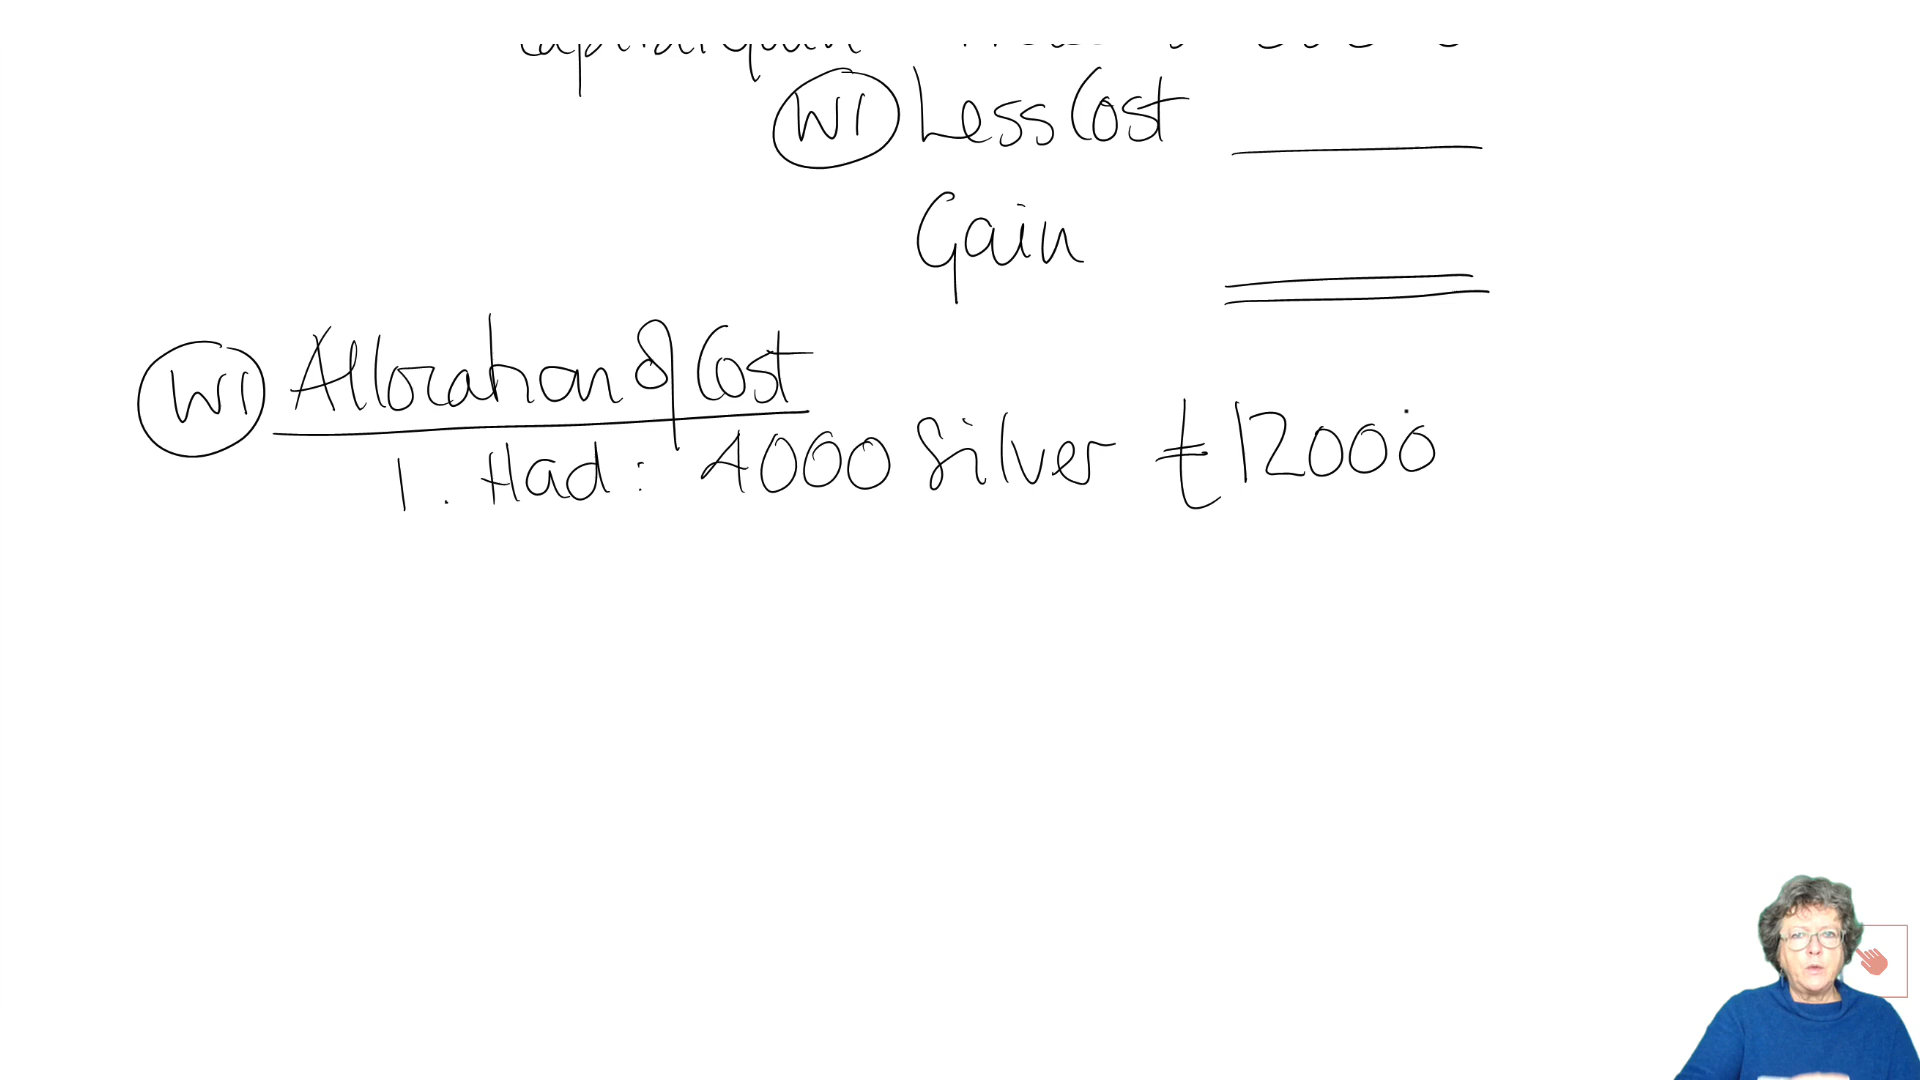 W1 Less Cost
Gain
W1 Allocation of Cost
1. Had: 4000 Silver £12000